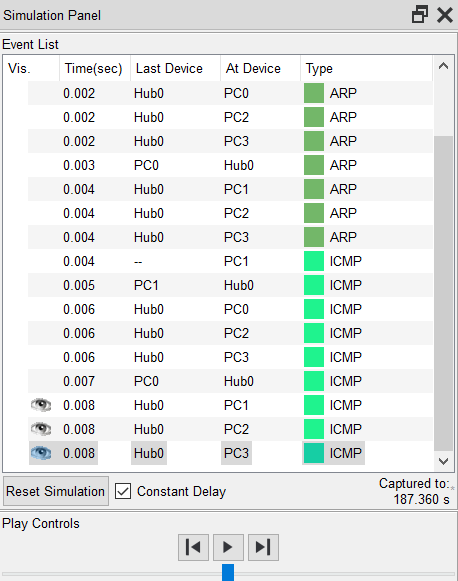 Simulation Panel
Event List
Vis. Time(sec) Last Device At Device Type
0.002 Hub0 PC0 ARP
0.002 Hub0 PC2 ARP
0.002 Hub0 PC3 ARP
0.003 PC0 Hub0 ARP
0.004 Hub0 PC1 ARP
0.004 Hub0 PC2 ARP
0.004 Hub0 PC3 ARP
0.004 -- PC1 ICMP
0.005 PC1 Hub0 ICMP
0.006 Hub0 PC0 ICMP
0.006 Hub0 PC2 ICMP
0.006 Hub0 PC3 ICMP
0.007 PC0 Hub0 ICMP
0.008 Hub0 PC1 ICMP
0.008 Hub0 PC2 ICMP
0.008 Hub0 PC3 ICMP
Reset Simulation Constant Delay Captured to:
187.360 s
Play Controls